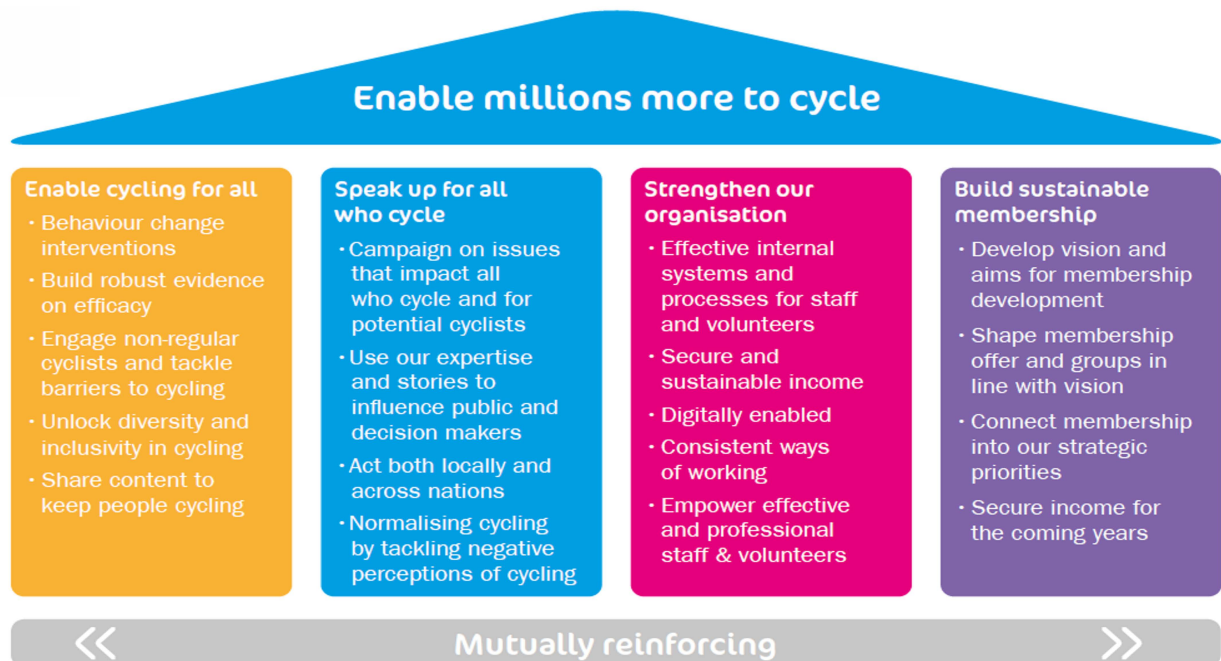 Enable millions more to cycle
Enable cycling for all
· Behaviour change
interventions
· Build robust evidence
on efficacy
· Engage non-regular
cyclists and tackle
barriers to cycling
· Unlock diversity and
inclusivity in cycling
· Share content to
keep people cycling
Speak up for all
who cycle
· Campaign on issues
that impact all
who cycle and for
potential cyclists
· Use our expertise
and stories to
influence public and
decision makers
· Act both locally and
across nations
· Normalising cycling
by tackling negative
perceptions of cycling
Strengthen our
organisation
· Effective internal
systems and
processes for staff
and volunteers
· Secure and
sustainable income
· Digitally enabled
· Consistent ways
of working
· Empower effective
and professional
staff & volunteers
Build sustainable
membership
· Develop vision and
aims for membership
development
· Shape membership
offer and groups in
line with vision
· Connect membership
into our strategic
priorities
· Secure income for
the coming years
Mutually reinforcing